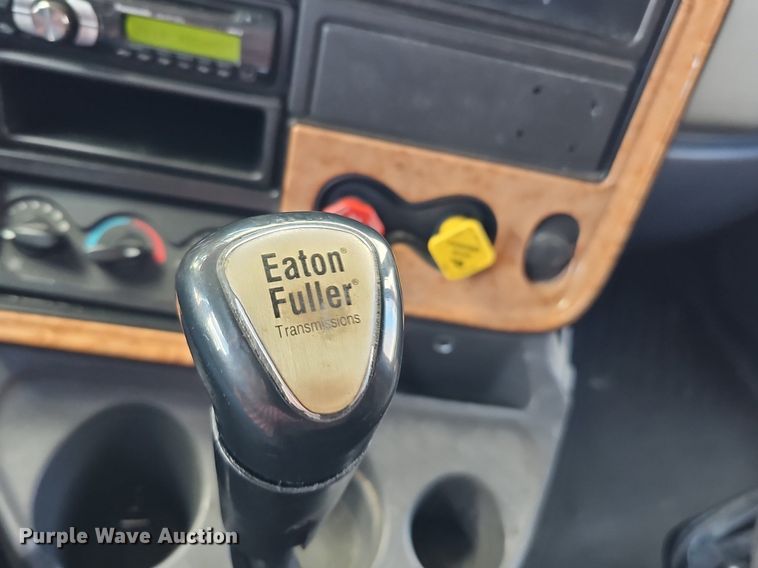 Eaton®
Fuller®
Transmissions
Purple Wave Auction